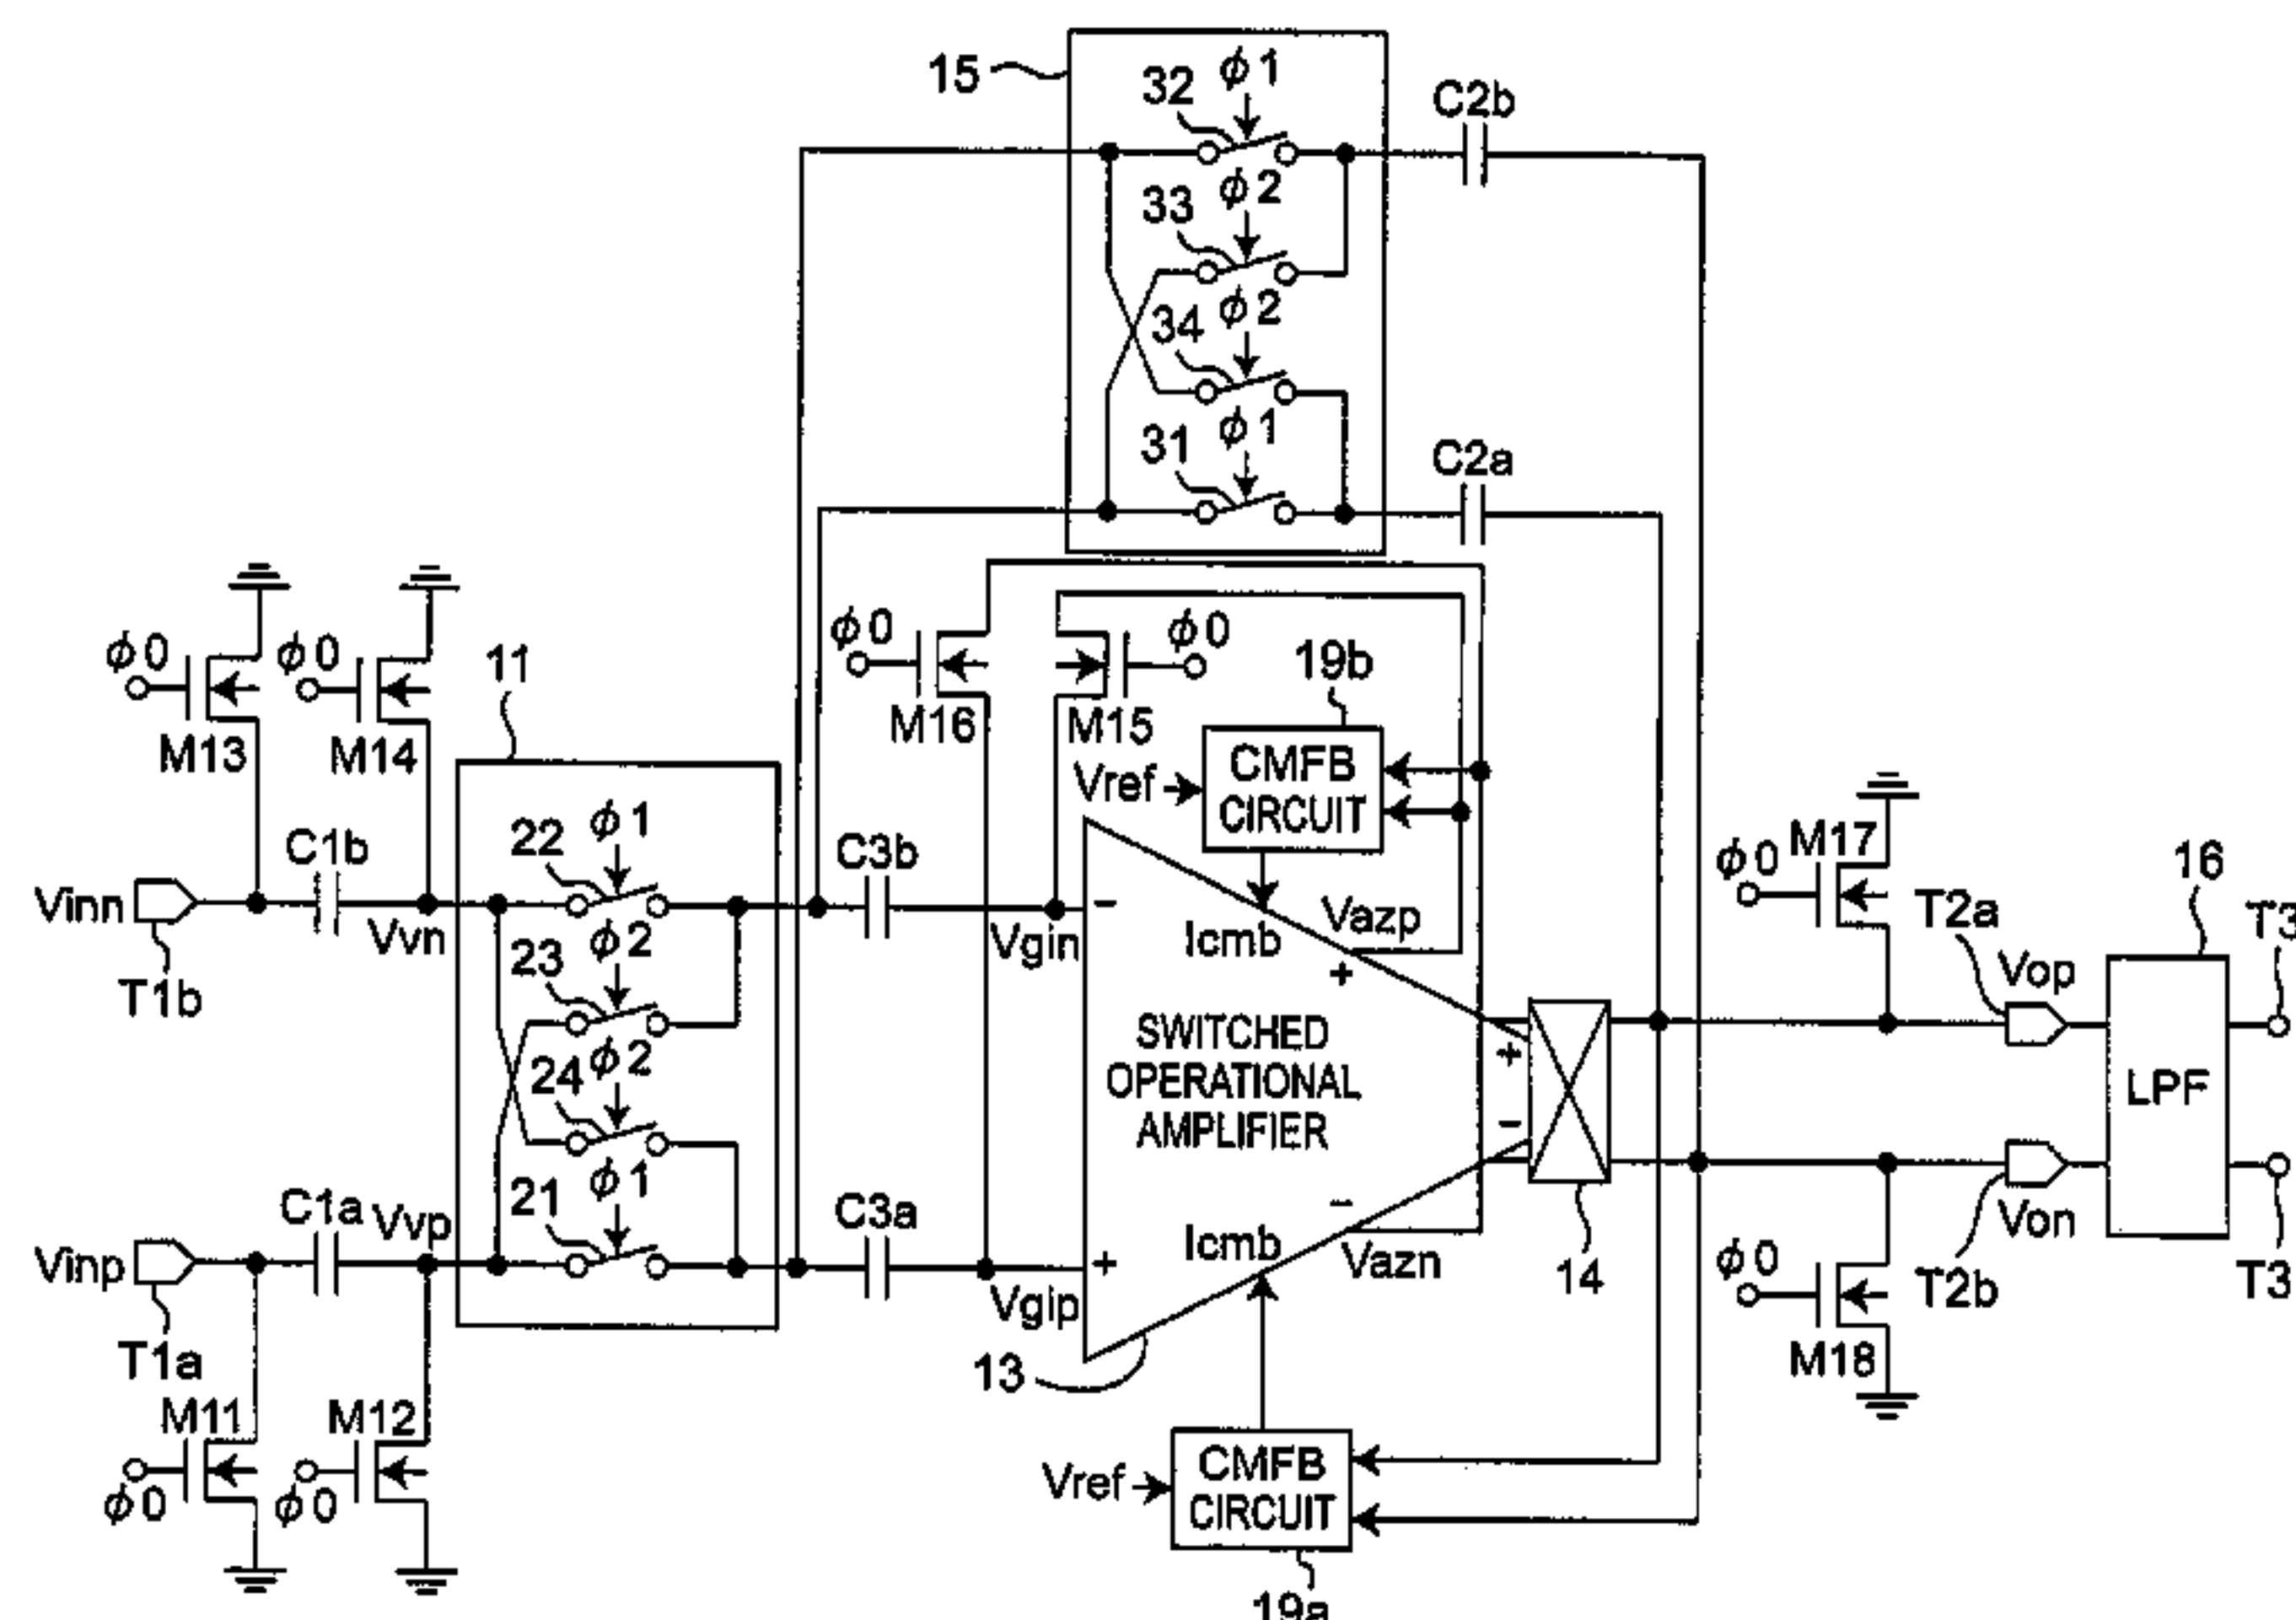 15
32
ϕ1
C2b
33
ϕ2
34
ϕ2
31
ϕ1
C2a
ϕ0
ϕ0
M13
M14
11
ϕ0
M16
ϕ0
M15
19b
Vref
CMFB
CIRCUIT
22
ϕ1
C1b
C3b
Vinn
T1b
Vvn
23
ϕ2
Vgin
-
Icmb
Vazp
+
M17
ϕ0
T2a
Vop
16
T3
24
ϕ2
SWITCHED
OPERATIONAL
AMPLIFIER
+
-
LPF
21
ϕ1
C1a
Vvp
C3a
Vinp
T1a
Vgip
+
Icmb
-
Vazn
14
Von
T2b
ϕ0
M18
T3
13
M11
M12
ϕ0
ϕ0
Vref
CMFB
CIRCUIT
19a